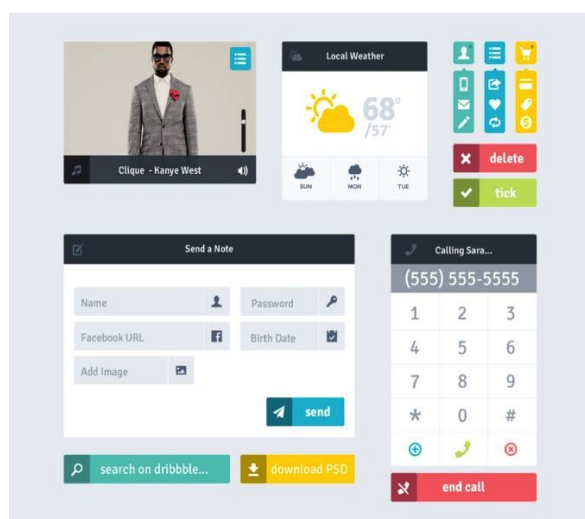 Clique - Kanye West
Local Weather
68°
/57°
SUN MON TUE
delete
tick
Send a Note
Name
Password
Facebook URL
Birth Date
Add Image
send
search on dribbble...
download PSD
Calling Sara...
(555) 555-5555
1 2 3
4 5 6
7 8 9
* 0 #
end call